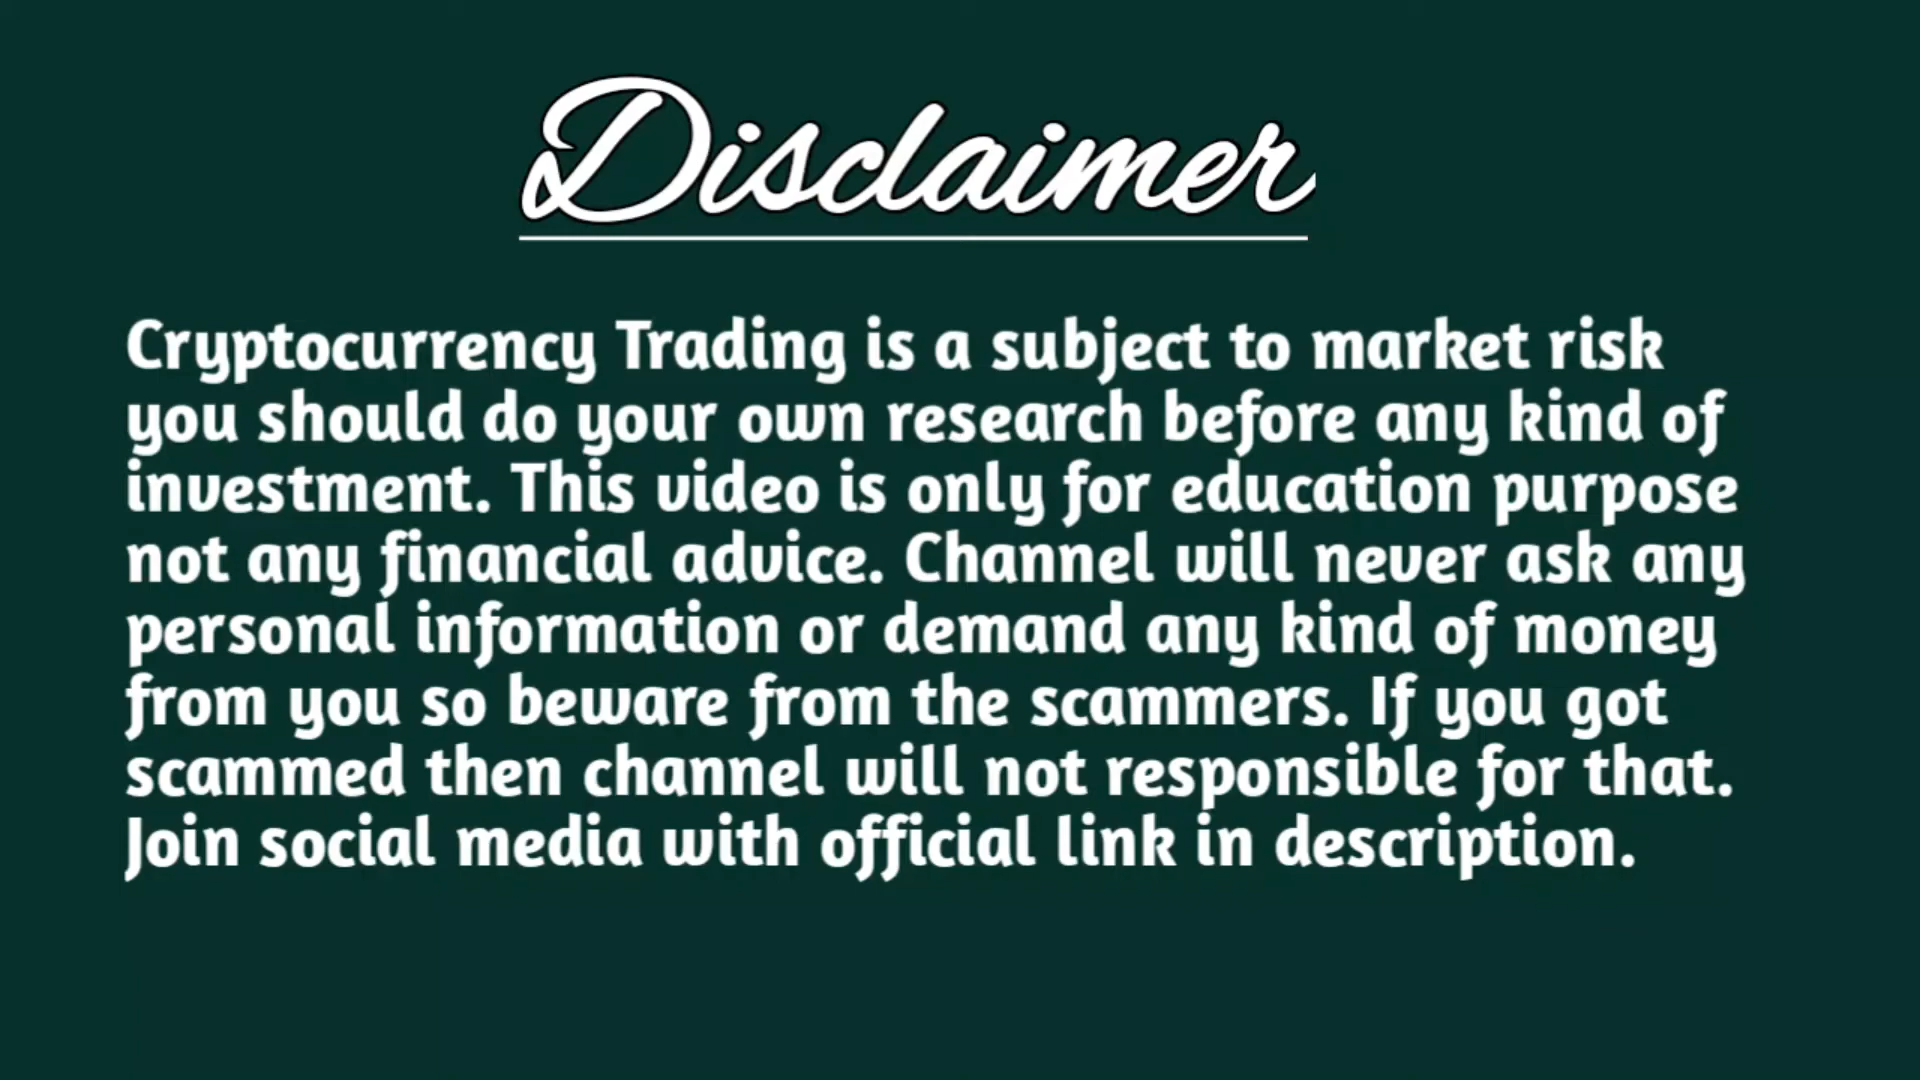 Disclaimer
Cryptocurrency Trading is a subject to market risk
you should do your own research before any kind of
investment. This video is only for education purpose
not any financial advice. Channel will never ask any
personal information or demand any kind of money
from you so beware from the scammers. If you got
scammed then channel will not responsible for that.
Join social media with official link in description.